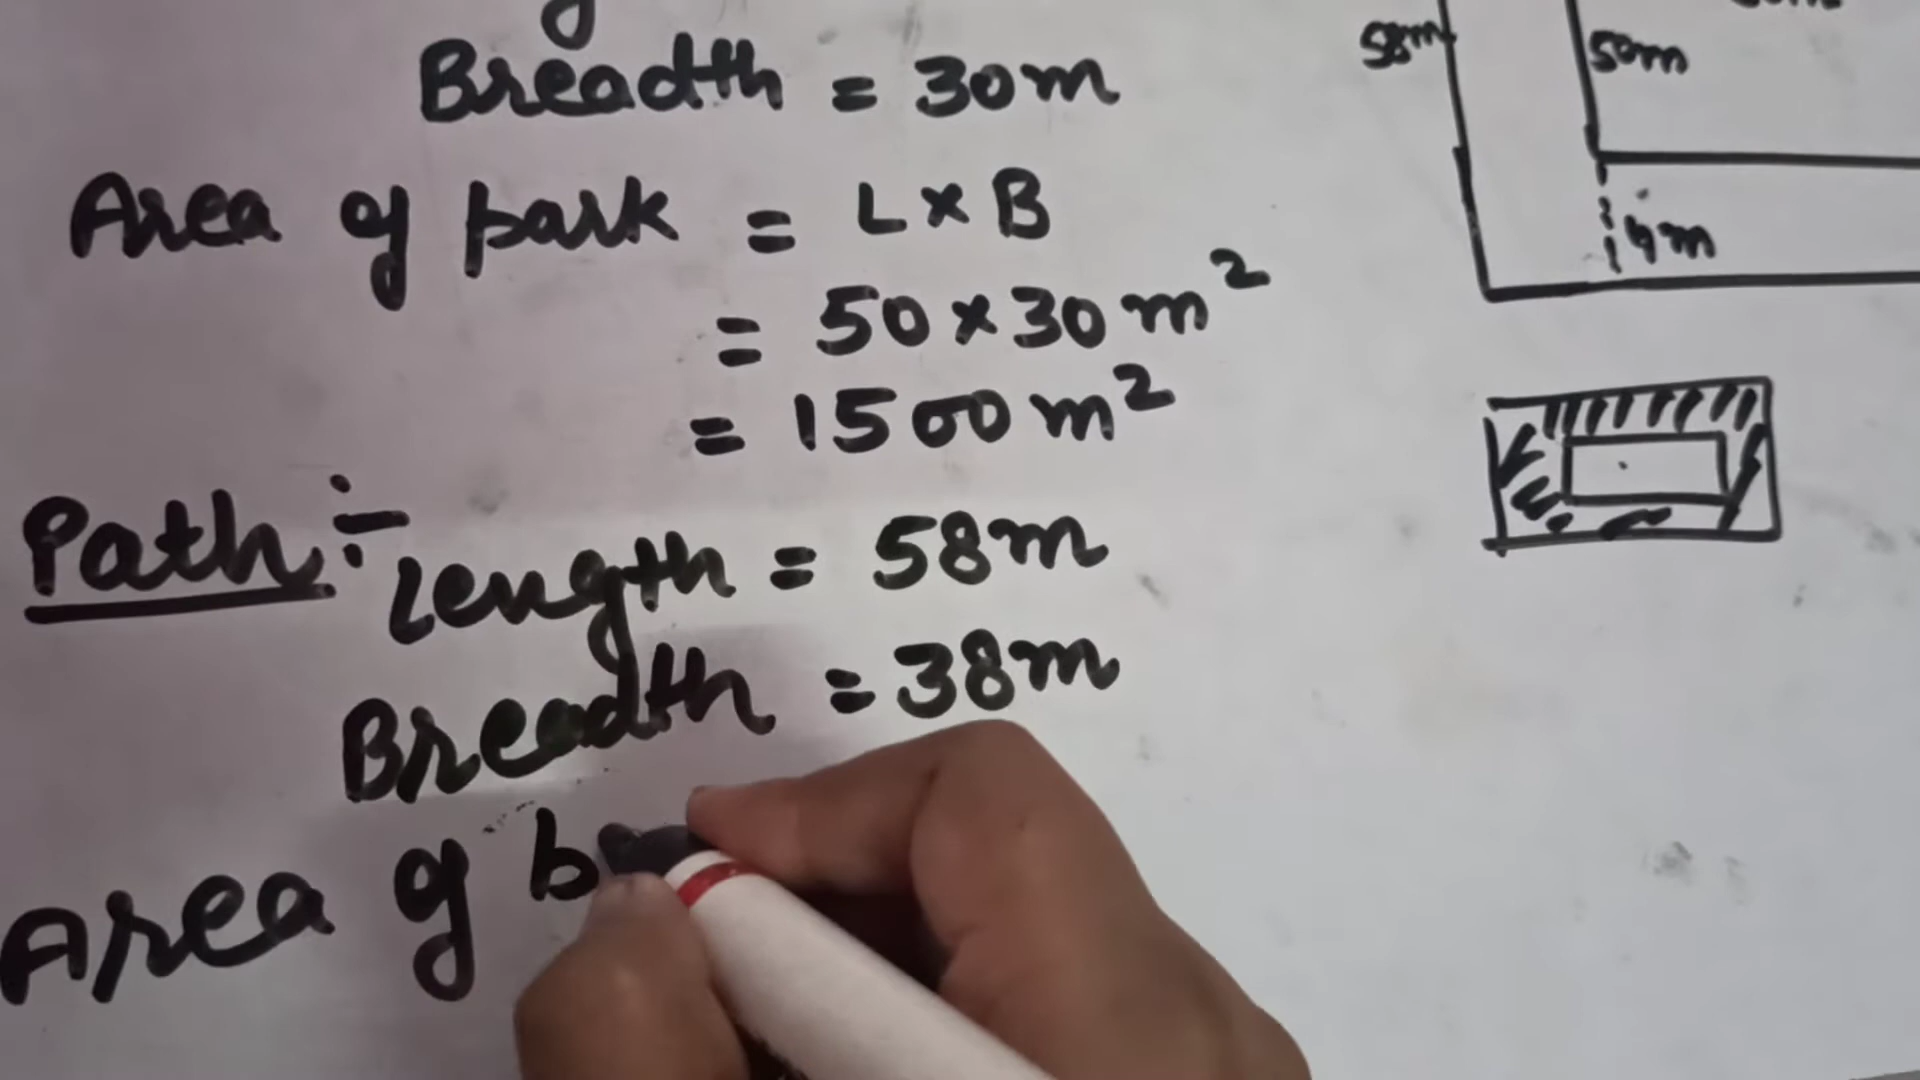 Breadth = 30m
Area of park = L × B
= 50 × 30 m²
= 1500 m²
Path :- Length = 58m
Breadth = 38m
Area of
58m
50m
4m